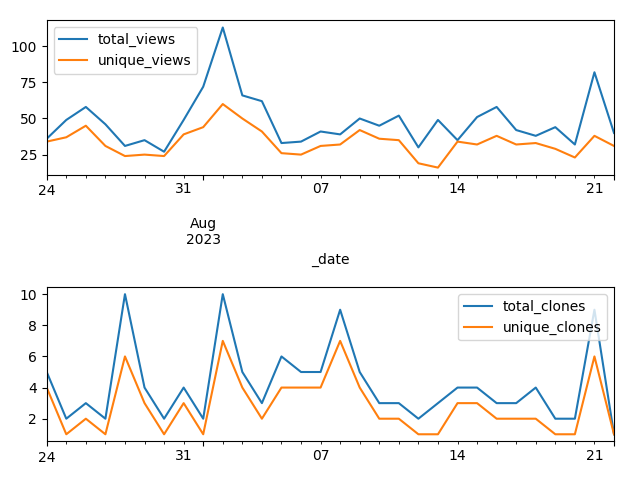 total_views
unique_views
100
75
50
25
24 31 07 14 21
Aug
2023
_date
total_clones
unique_clones
10
8
6
4
2
24 31 07 14 21